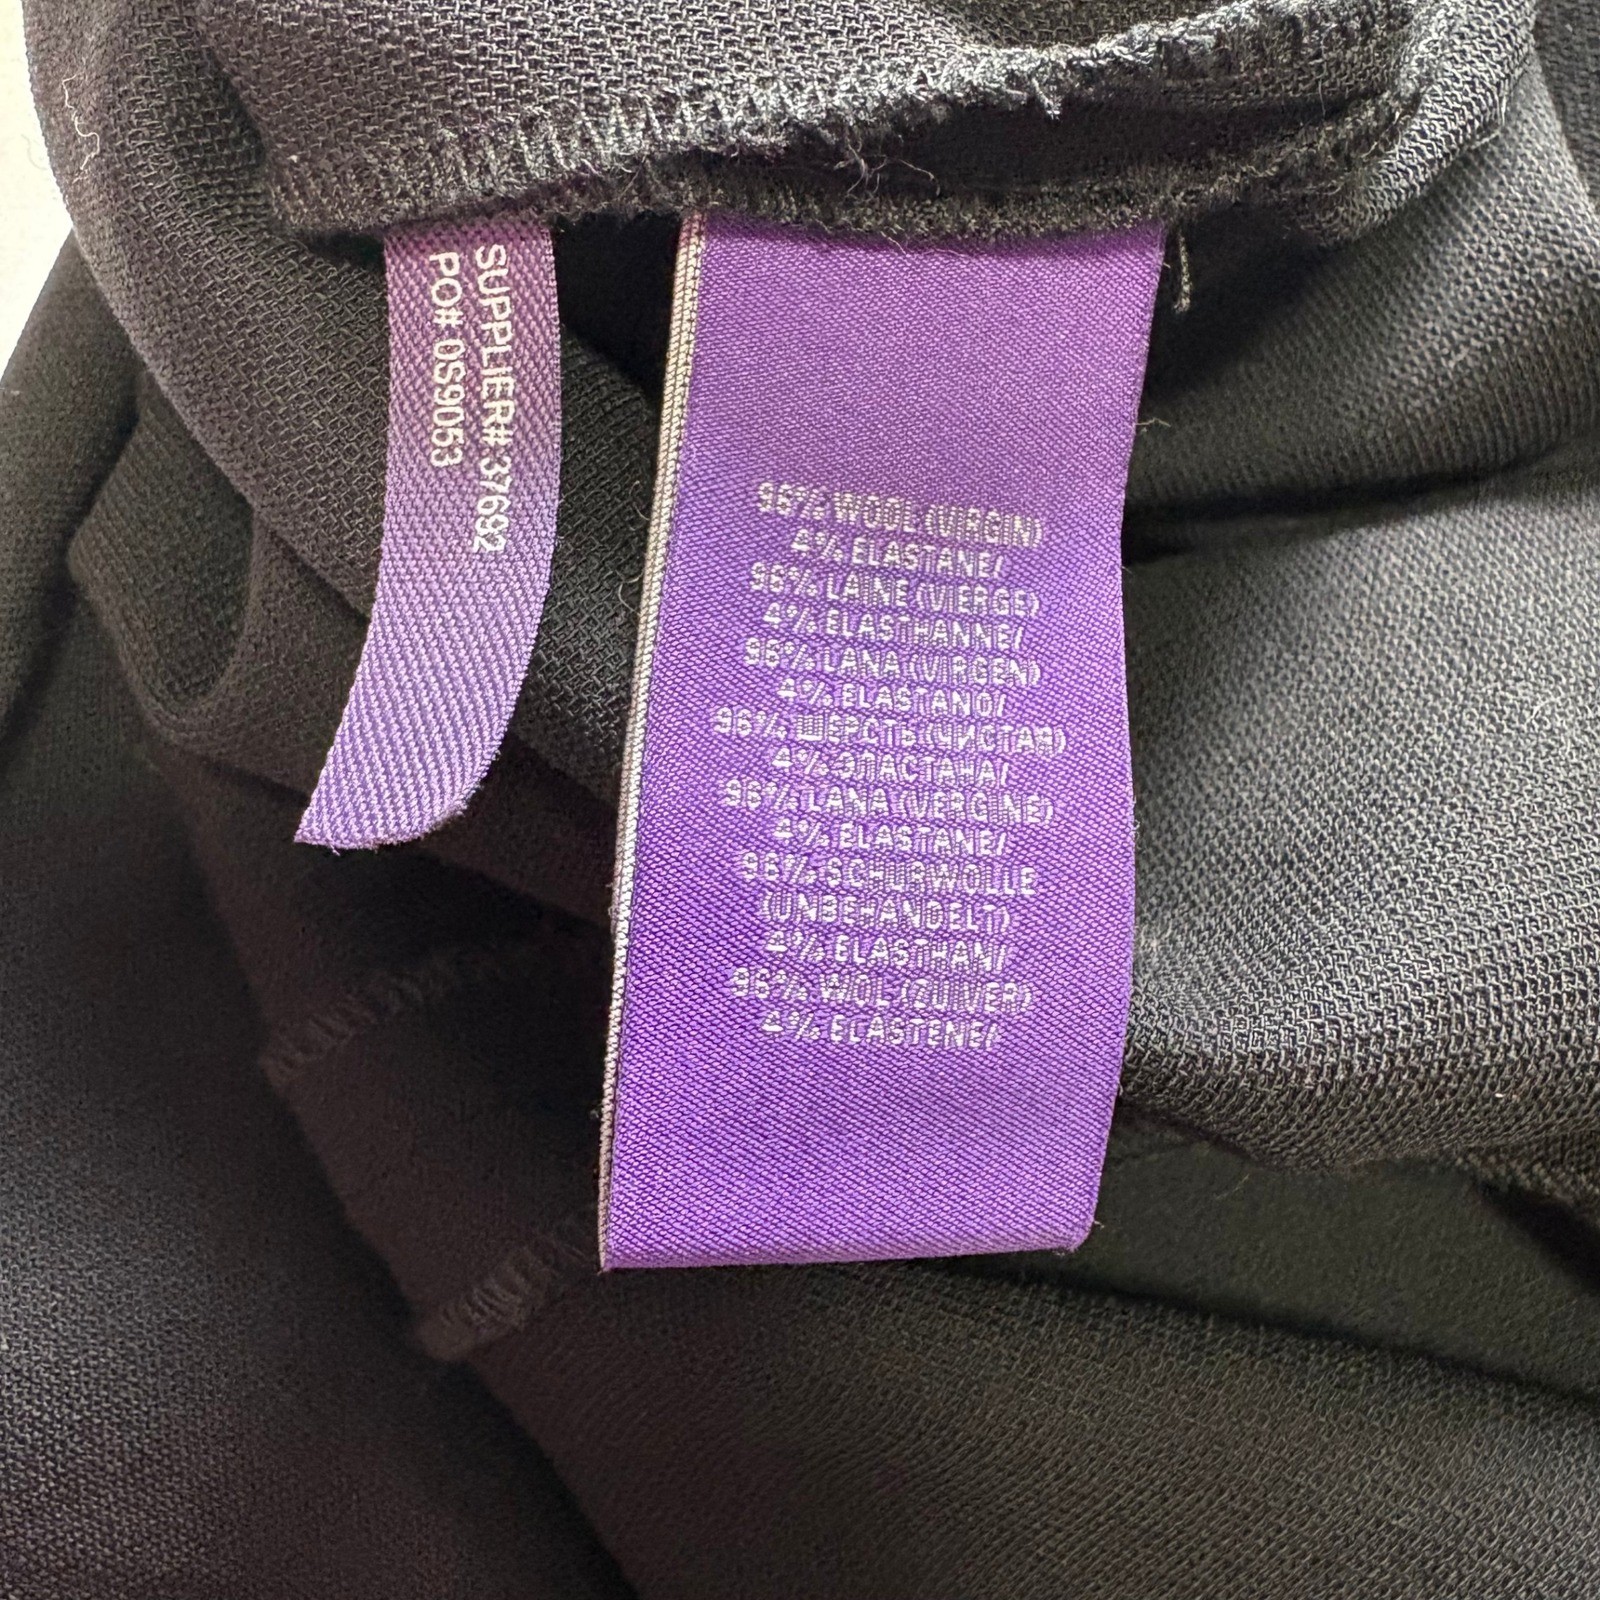 SUPPLIER# 37692
PO# 0S9053
96% WOOL (VIRGIN)
4% ELASTANE/
96% LAINE (VIERGE)
4% ELASTHANNE/
96% LANA (VIRGEN)
4% ELASTANO/
96% ШЕРСТЬ (ЧИСТАЯ)
4% ЭЛАСТАНА/
96% LANA (VERGINE)
4% ELASTANE/
96% SCHURWOLLE
(UNBEHANDELT)
4% ELASTHAN/
96% WOL (ZUIVER)
4% ELASTENE/